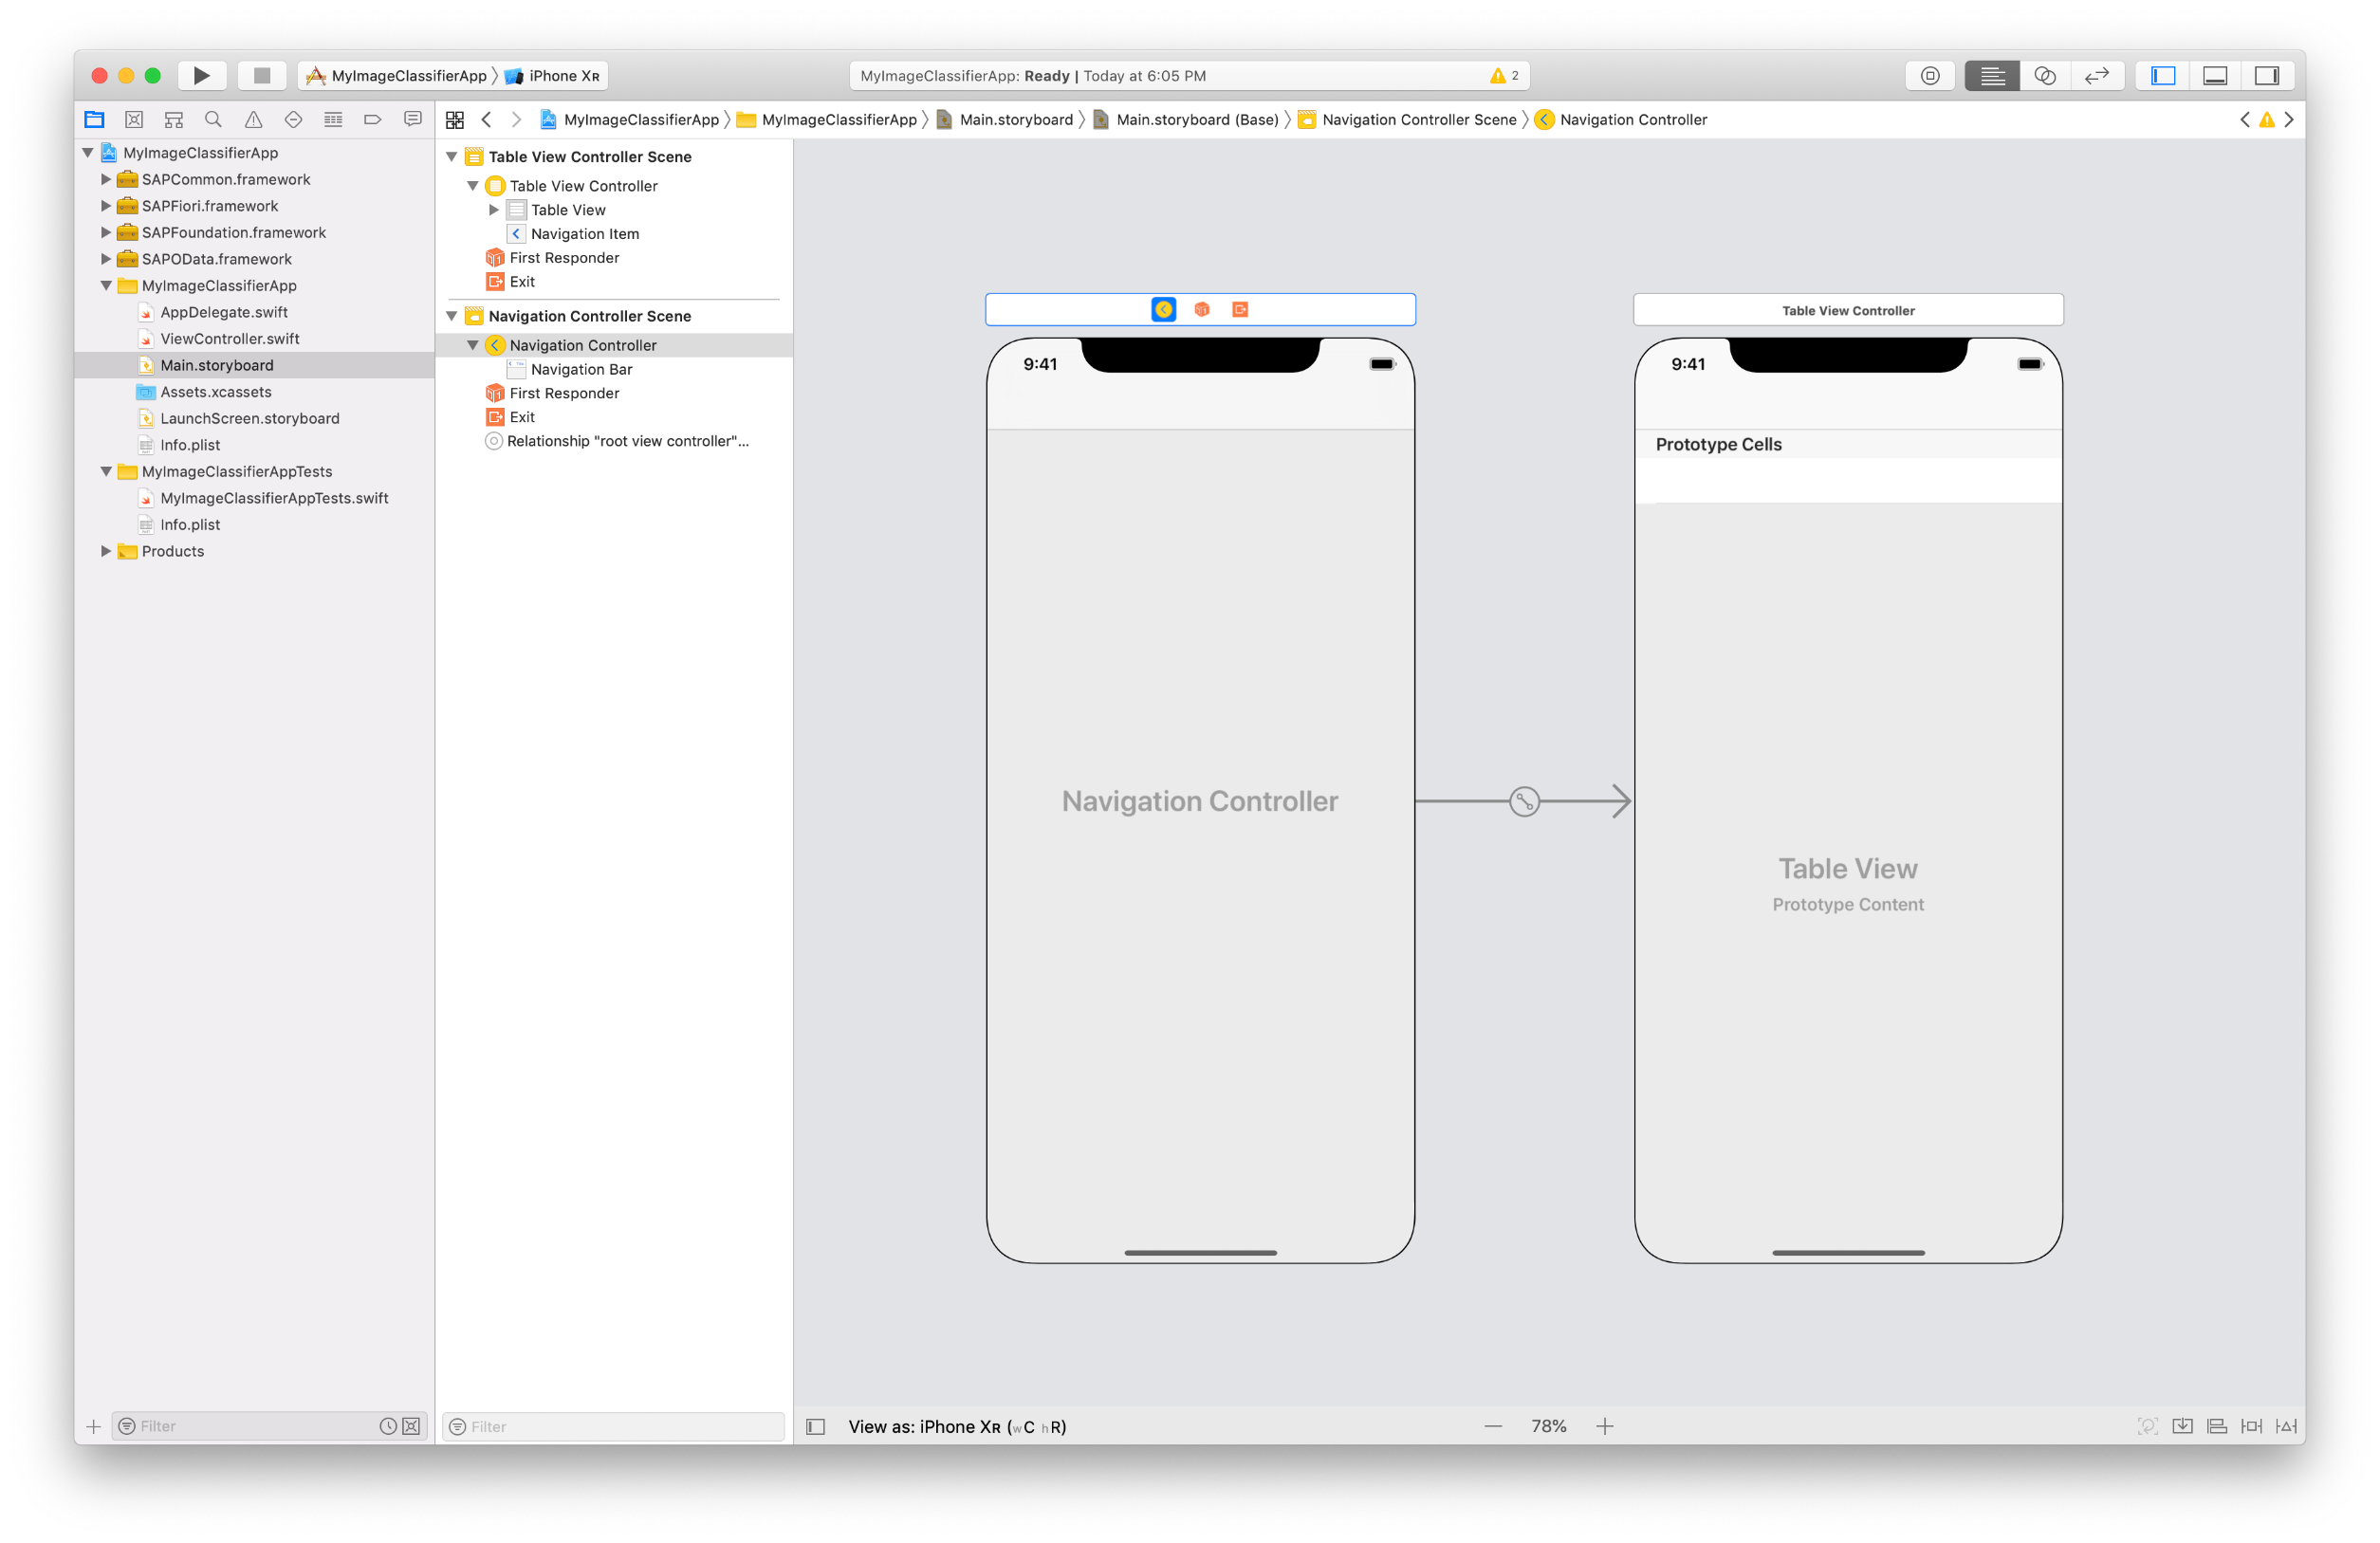 MyImageClassifierApp
iPhone XR
MyImageClassifierApp: Ready | Today at 6:05 PM
2
MyImageClassifierApp
MyImageClassifierApp
Main.storyboard
Main.storyboard (Base)
Navigation Controller Scene
Navigation Controller
MyImageClassifierApp
SAPCommon.framework
SAPFiori.framework
SAPFoundation.framework
SAPOData.framework
MyImageClassifierApp
AppDelegate.swift
ViewController.swift
Main.storyboard
Assets.xcassets
LaunchScreen.storyboard
Info.plist
MyImageClassifierAppTests
MyImageClassifierAppTests.swift
Info.plist
Products
Filter
Table View Controller Scene
Table View Controller
Table View
Navigation Item
First Responder
Exit
Navigation Controller Scene
Navigation Controller
Navigation Bar
First Responder
Exit
Relationship "root view controller"...
Filter
9:41
Navigation Controller
Table View Controller
9:41
Prototype Cells
Table View
Prototype Content
View as: iPhone XR (wC hR)
78%